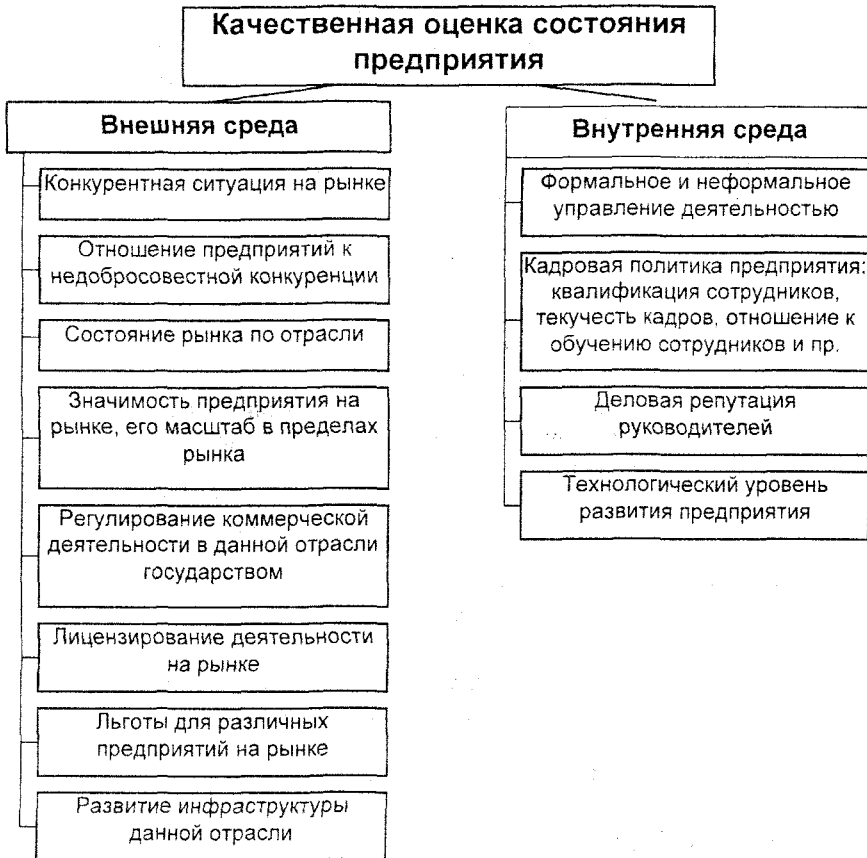 Качественная оценка состояния
предприятия
Внешняя среда
Конкурентная ситуация на рынке
Отношение предприятий к
недобросовестной конкуренции
Состояние рынка по отрасли
Значимость предприятия на
рынке, его масштаб в пределах
рынка
Регулирование коммерческой
деятельности в данной отрасли
государством
Лицензирование деятельности
на рынке
Льготы для различных
предприятий на рынке
Развитие инфраструктуры
данной отрасли
Внутренняя среда
Формальное и неформальное
управление деятельностью
Кадровая политика предприятия:
квалификация сотрудников,
текучесть кадров, отношение к
обучению сотрудников и пр.
Деловая репутация
руководителей
Технологический уровень
развития предприятия